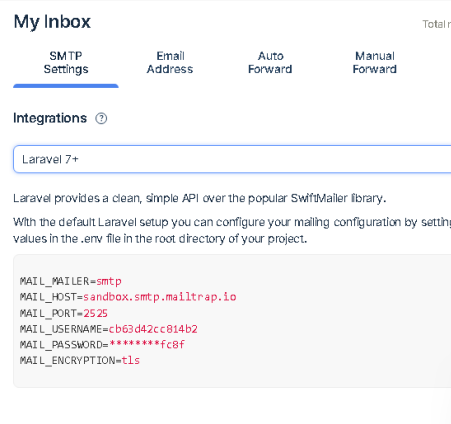 My Inbox
Total
SMTP Settings
Email Address
Auto Forward
Manual Forward
Integrations ?
Laravel 7+
Laravel provides a clean, simple API over the popular SwiftMailer library.
With the default Laravel setup you can configure your mailing configuration by setting
values in the .env file in the root directory of your project.
MAIL_MAILER=smtp
MAIL_HOST=sandbox.smtp.mailtrap.io
MAIL_PORT=2525
MAIL_USERNAME=cb63d42cc814b2
MAIL_PASSWORD=********fc8f
MAIL_ENCRYPTION=tls